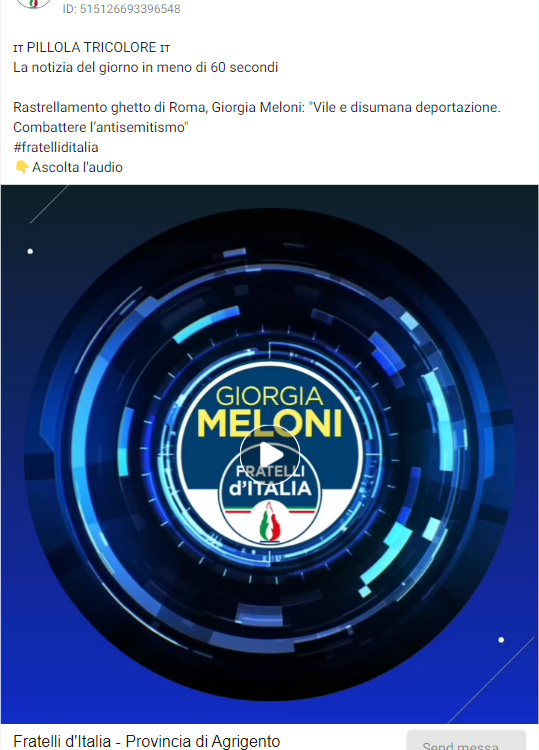 ID: 515126693396548
ɪᴛ PILLOLA TRICOLORE ɪᴛ
La notizia del giorno in meno di 60 secondi
Rastrellamento ghetto di Roma, Giorgia Meloni: "Vile e disumana deportazione.
Combattere l’antisemitismo"
#fratelliditalia
👇Ascolta l'audio
GIORGIA
MELONI
FRATELLI
d'ITALIA
Fratelli d'Italia - Provincia di Agrigento
Send messa...